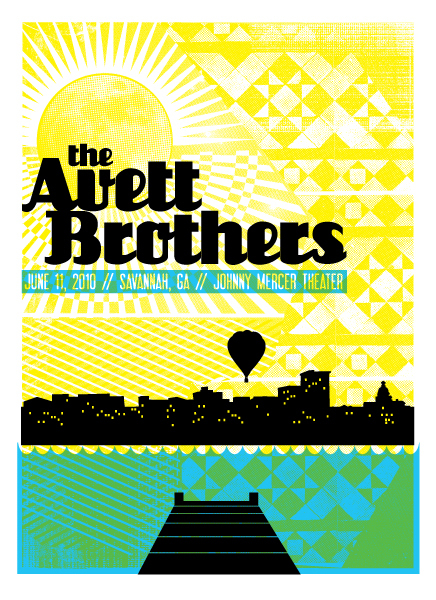 the
Avett
Brothers
JUNE 11, 2010 // SAVANNAH, GA // JOHNNY MERCER THEATER